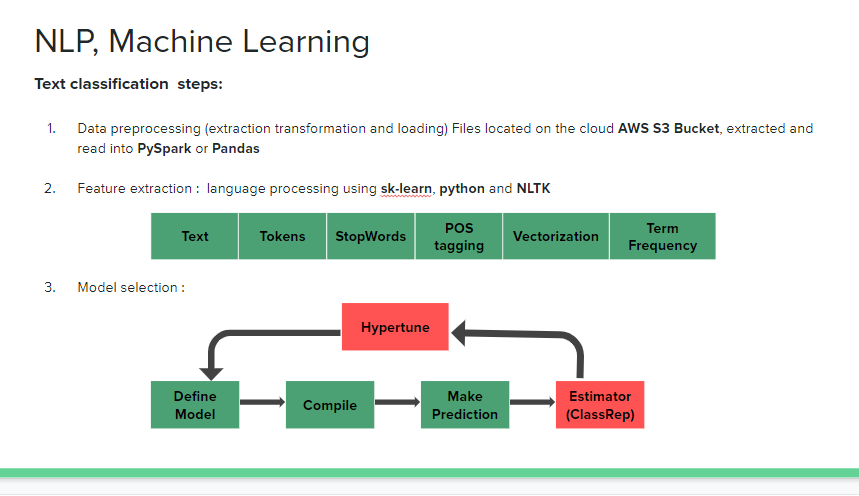 NLP, Machine Learning
Text classification  steps:
1. Data preprocessing (extraction transformation and loading) Files located on the cloud AWS S3 Bucket, extracted and
read into PySpark or Pandas
2. Feature extraction :  language processing using sk-learn, python and NLTK
Text
Tokens
StopWords
POS
tagging
Vectorization
Term
Frequency
3. Model selection :
Hypertune
Define
Model
Compile
Make
Prediction
Estimator
(ClassRep)